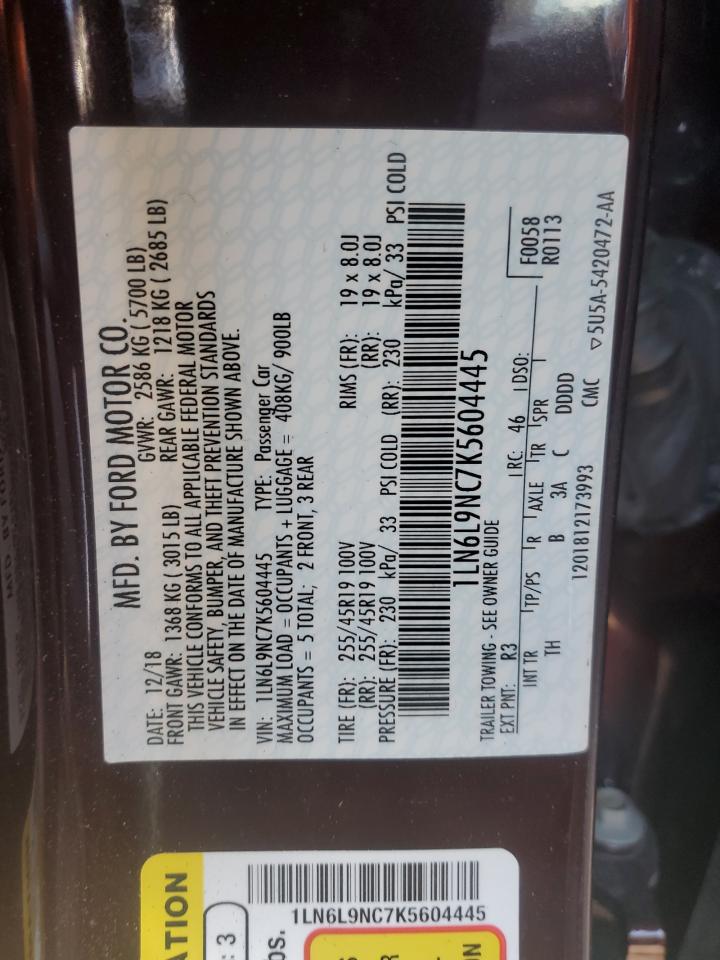 MFD. BY FORD MOTOR CO.
DATE: 12/18 GVWR: 2586 KG ( 5700 LB)
FRONT GAWR: 1368 KG ( 3015 LB) REAR GAWR: 1218 KG ( 2685 LB)
THIS VEHICLE CONFORMS TO ALL APPLICABLE FEDERAL MOTOR
VEHICLE SAFETY, BUMPER, AND THEFT PREVENTION STANDARDS
IN EFFECT ON THE DATE OF MANUFACTURE SHOWN ABOVE.
VIN: 1LN6L9NC7K5604445 TYPE: Passenger Car
MAXIMUM LOAD = OCCUPANTS + LUGGAGE = 408KG/ 900LB
OCCUPANTS = 5 TOTAL; 2 FRONT, 3 REAR
TIRE (FR): 255/45R19 100V RIMS (FR): 19 x 8.0J
(RR): 255/45R19 100V (RR): 19 x 8.0J
PRESSURE (FR): 230 kPa/ 33 PSI COLD (RR): 230 kPa/ 33 PSI COLD
1LN6L9NC7K5604445
TRAILER TOWING - SEE OWNER GUIDE
EXT PNT: R3 RC: 46 DSO: F0058
R0113
INT TR TP/PS R AXLE TR SPR
TH B 3A C DDDD
1201812173993 CMC ▽5U5A-5420472-AA
ATION
: 3
1LN6L9NC7K5604445